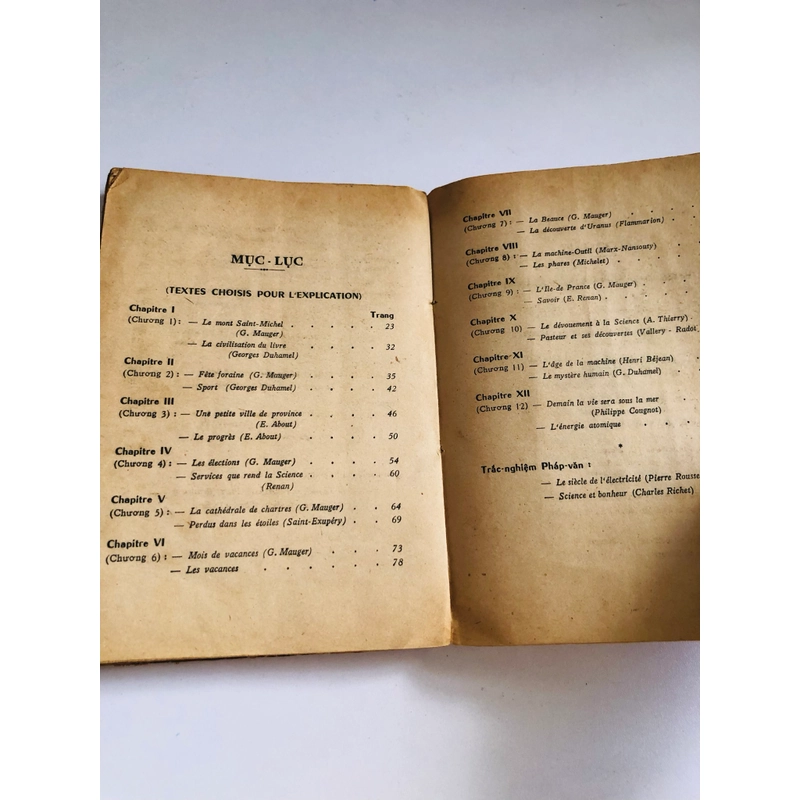 MỤC - LỤC
(TEXTES CHOISIS POUR L'EXPLICATION)
Chapitre I Trang
(Chương 1) : — Le mont Saint-Michel . . . . . 23
(G. Mauger)
— La civilisation du livre . . . . 32
(Georges Duhamel)
Chapitre II
(Chương 2) : — Fête foraine (G. Mauger) . . . . 35
— Sport (Georges Duhamel) . . . . 42
Chapitre III
(Chương 3) : — Une petite ville de province . . . . 46
(E. About)
— Le progrès (E. About) . . . . 50
Chapitre IV
(Chương 4) : — Les élections (G. Mauger) . . . . 54
— Services que rend la Science . . . . 60
(Renan)
Chapitre V
(Chương 5) : — La cathédrale de chartres (G. Mauger) . . . 64
— Perdus dans les étoiles (Saint-Exupéry) . . 69
Chapitre VI
(Chương 6) : — Mois de vacances (G. Mauger) . . . 73
— Les vacances . . . . . . 78
Chapitre VII
(Chương 7) : — La Beauce (G. Mauger) . . . .
— La découverte d'Uranus (Flammarion) . .
Chapitre VIII
(Chương 8) : — La machine-Outil (Marx-Nansouty) . .
— Les phares (Michelet) . . . .
Chapitre IX
(Chương 9) : — L'Ile-de Prance (G. Mauger) . . .
— Savoir (E. Renan) . . . . .
Chapitre X
(Chương 10) : — Le dévouement à la Science (A. Thierry) .
— Pasteur et ses découvertes (Vallery - Radot
Chapitre XI
(Chương 11) : — L'âge de la machine (Henri Béjean) . .
— Le mystère humain (G. Duhamel) . . .
Chapitre XII
(Chương 12) : — Demain la vie sera sous la mer
(Philippe Cougnot)
— L'énergie atomique . . . .
*
Trắc-nghiệm Pháp-văn :
— Le siècle de l'électricité (Pierre Rousse
— Science et bonheur (Charles Richet)